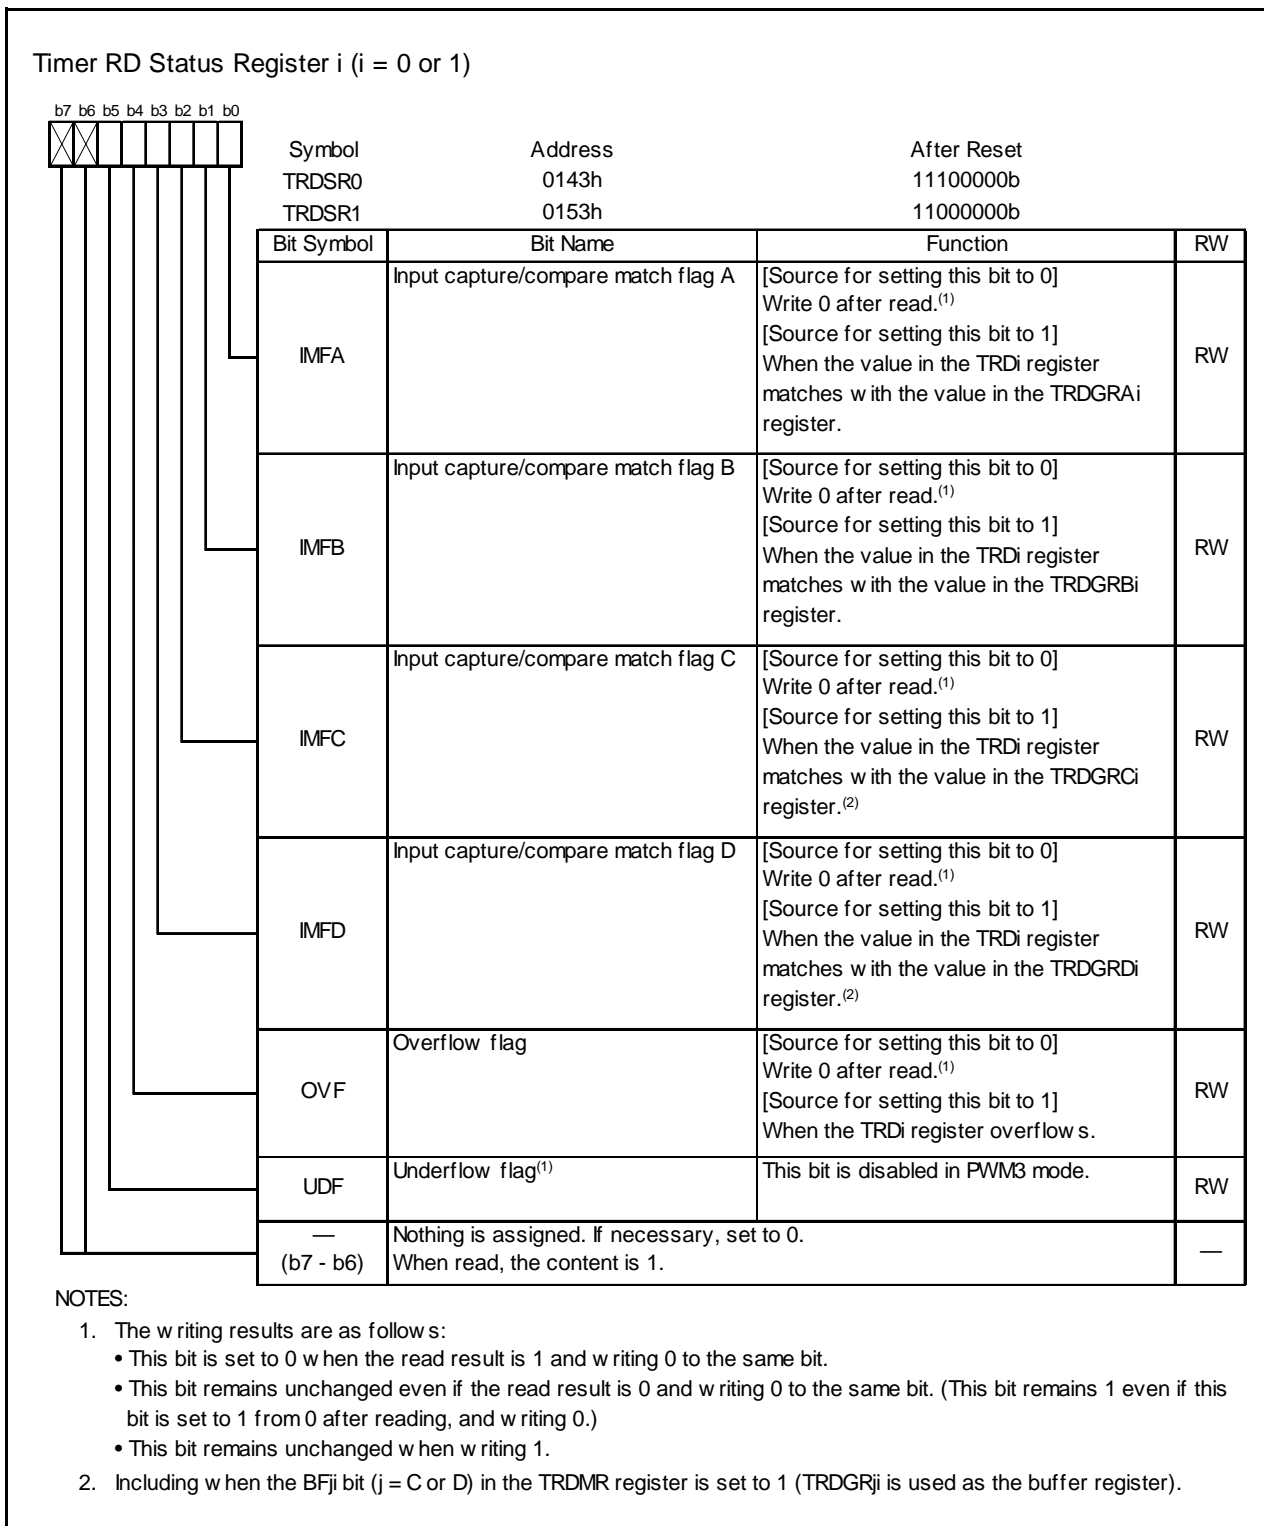 Timer RD Status Register i (i = 0 or 1)
b7 b6 b5 b4 b3 b2 b1 b0
Symbol Address After Reset
TRDSR0 0143h 11100000b
TRDSR1 0153h 11000000b
Bit Symbol Bit Name Function RW
IMFA
Input capture/compare match flag A
[Source for setting this bit to 0]
Write 0 after read.(1)
[Source for setting this bit to 1]
When the value in the TRDi register
matches with the value in the TRDGRAi
register.
RW
IMFB
Input capture/compare match flag B
[Source for setting this bit to 0]
Write 0 after read.(1)
[Source for setting this bit to 1]
When the value in the TRDi register
matches with the value in the TRDGRBi
register.
RW
IMFC
Input capture/compare match flag C
[Source for setting this bit to 0]
Write 0 after read.(1)
[Source for setting this bit to 1]
When the value in the TRDi register
matches with the value in the TRDGRCi
register.(2)
RW
IMFD
Input capture/compare match flag D
[Source for setting this bit to 0]
Write 0 after read.(1)
[Source for setting this bit to 1]
When the value in the TRDi register
matches with the value in the TRDGRDi
register.(2)
RW
OVF
Overflow flag
[Source for setting this bit to 0]
Write 0 after read.(1)
[Source for setting this bit to 1]
When the TRDi register overflows.
RW
UDF
Underflow flag(1)
This bit is disabled in PWM3 mode.
RW
—
(b7 - b6)
Nothing is assigned. If necessary, set to 0.
When read, the content is 1.
—
NOTES:
1. The writing results are as follows:
• This bit is set to 0 when the read result is 1 and writing 0 to the same bit.
• This bit remains unchanged even if the read result is 0 and writing 0 to the same bit. (This bit remains 1 even if this
bit is set to 1 from 0 after reading, and writing 0.)
• This bit remains unchanged when writing 1.
2. Including when the BFji bit (j = C or D) in the TRDMR register is set to 1 (TRDGRji is used as the buffer register).